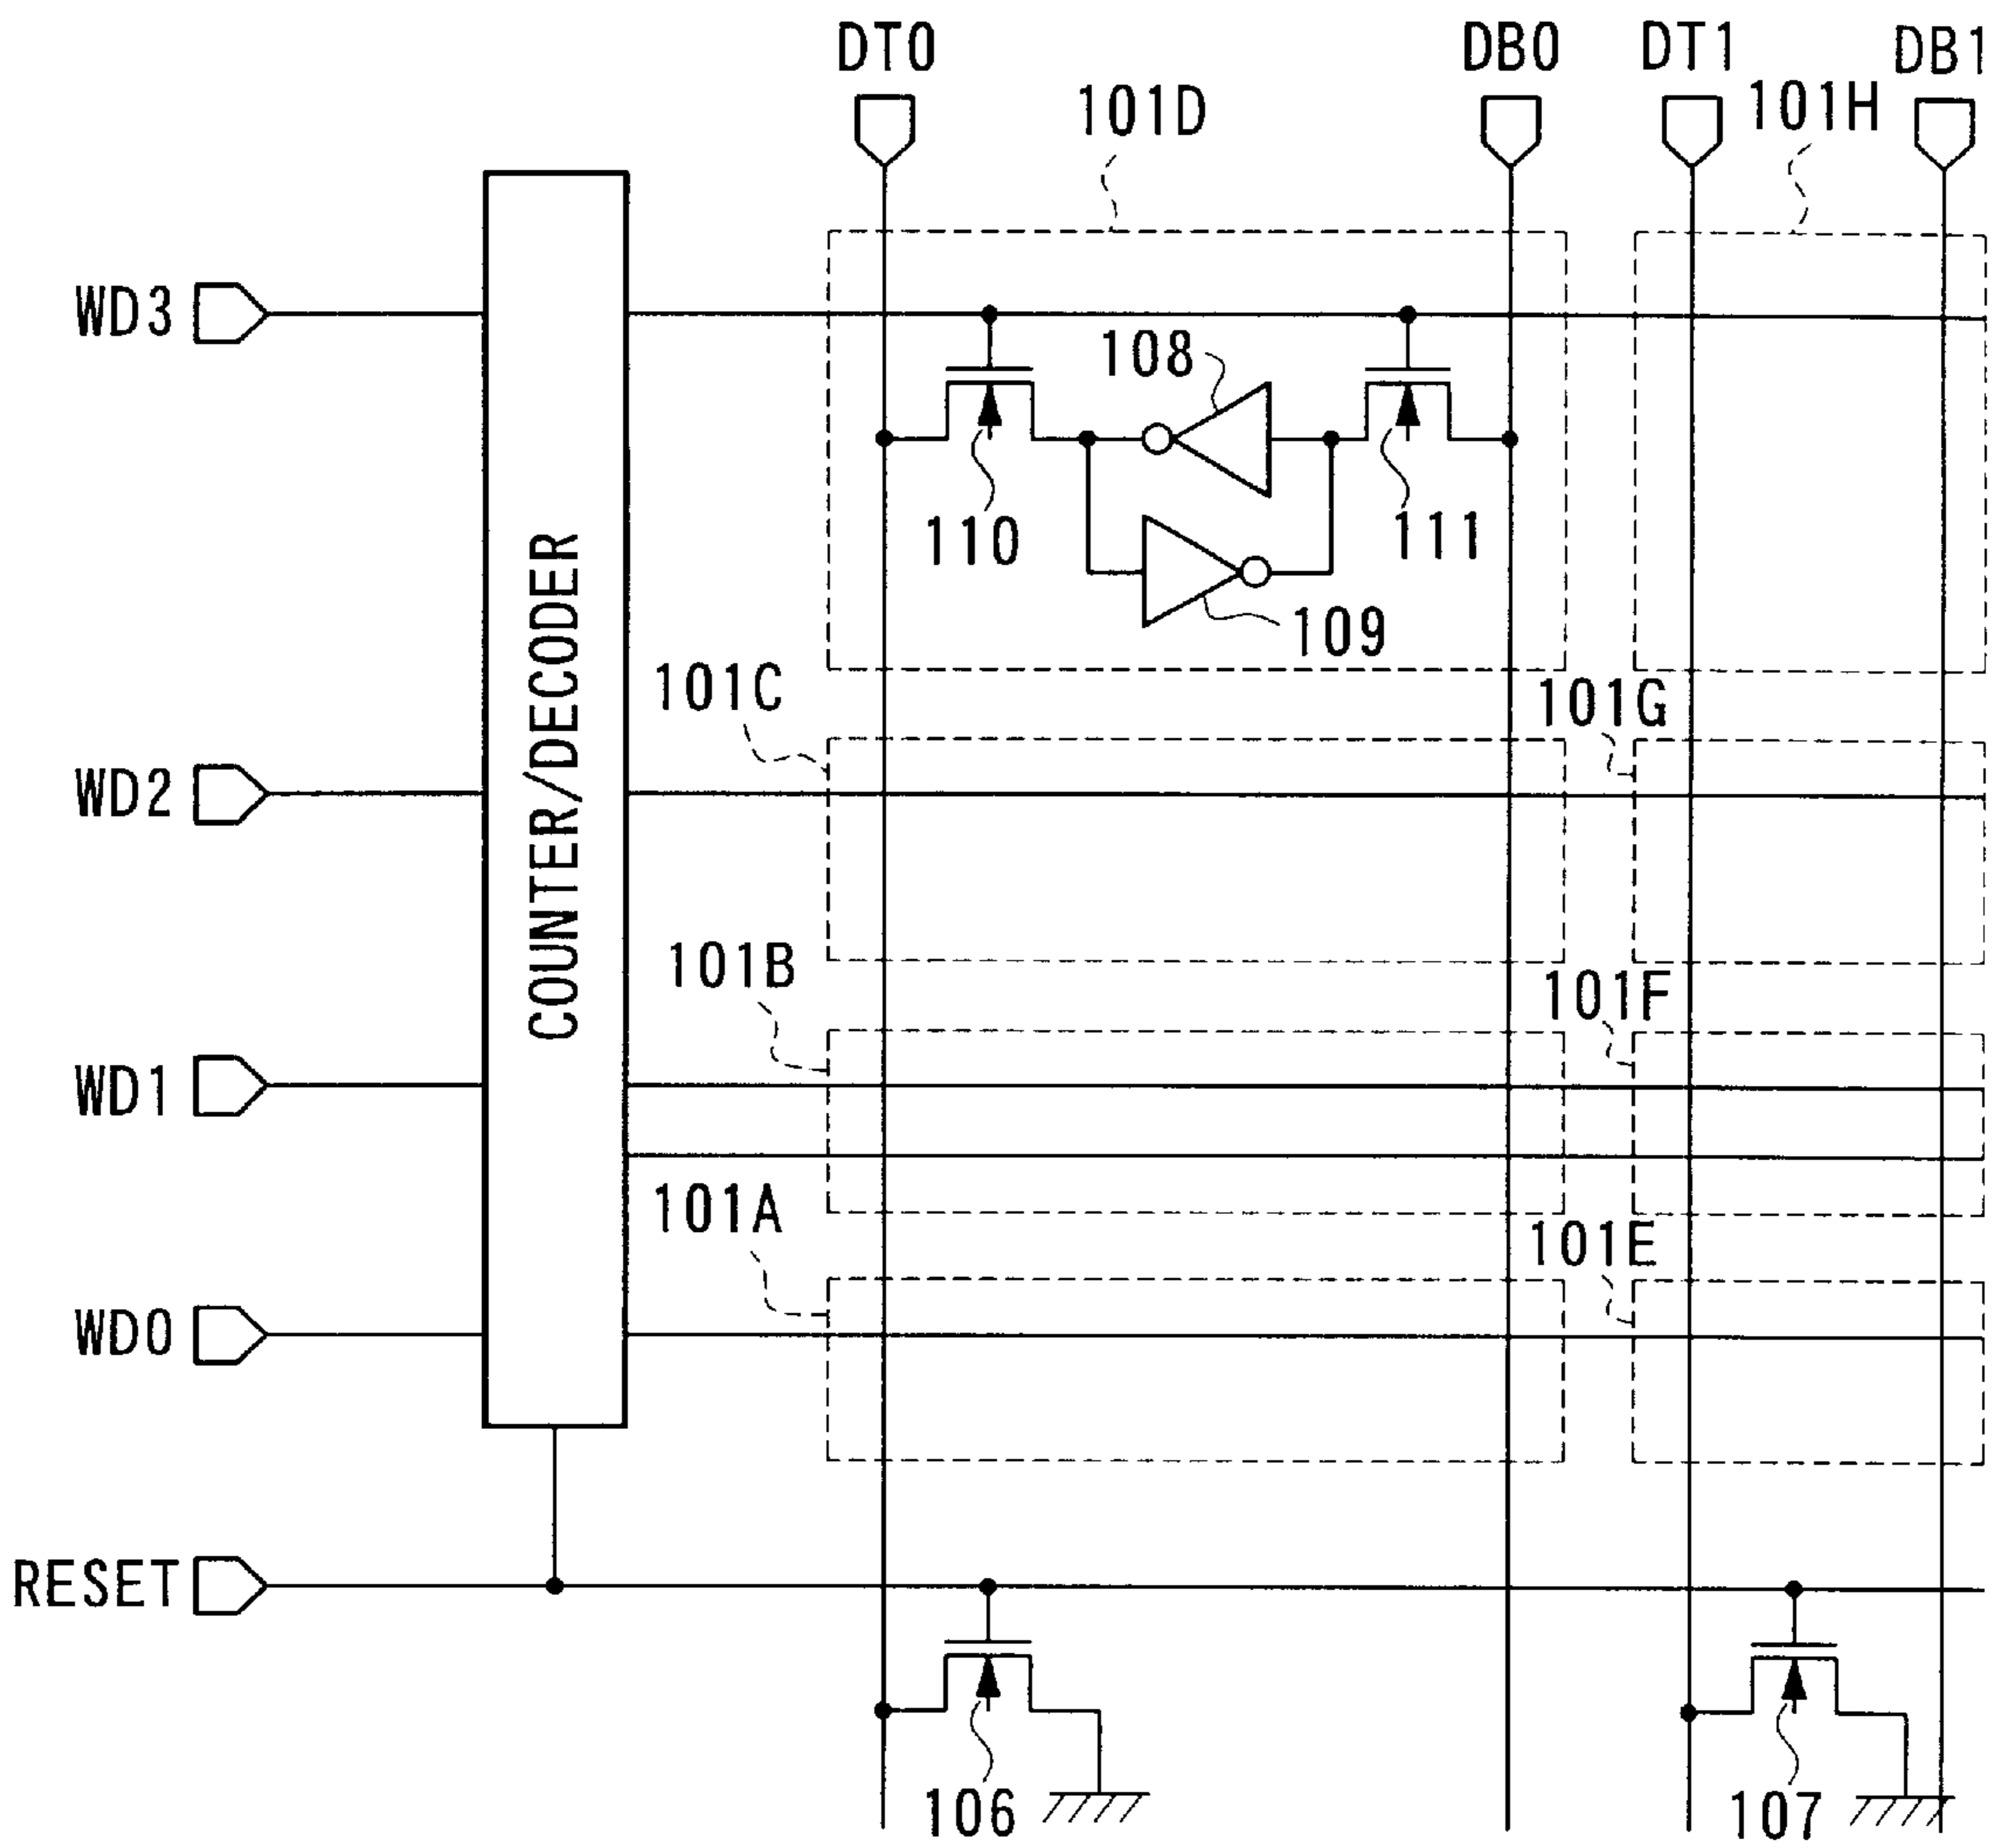 DT0
DB0
DT1
DB1
101D
101H
WD3
108
110
111
109
COUNTER/DECODER
101C
101G
WD2
101B
101F
WD1
101A
101E
WD0
RESET
106
107